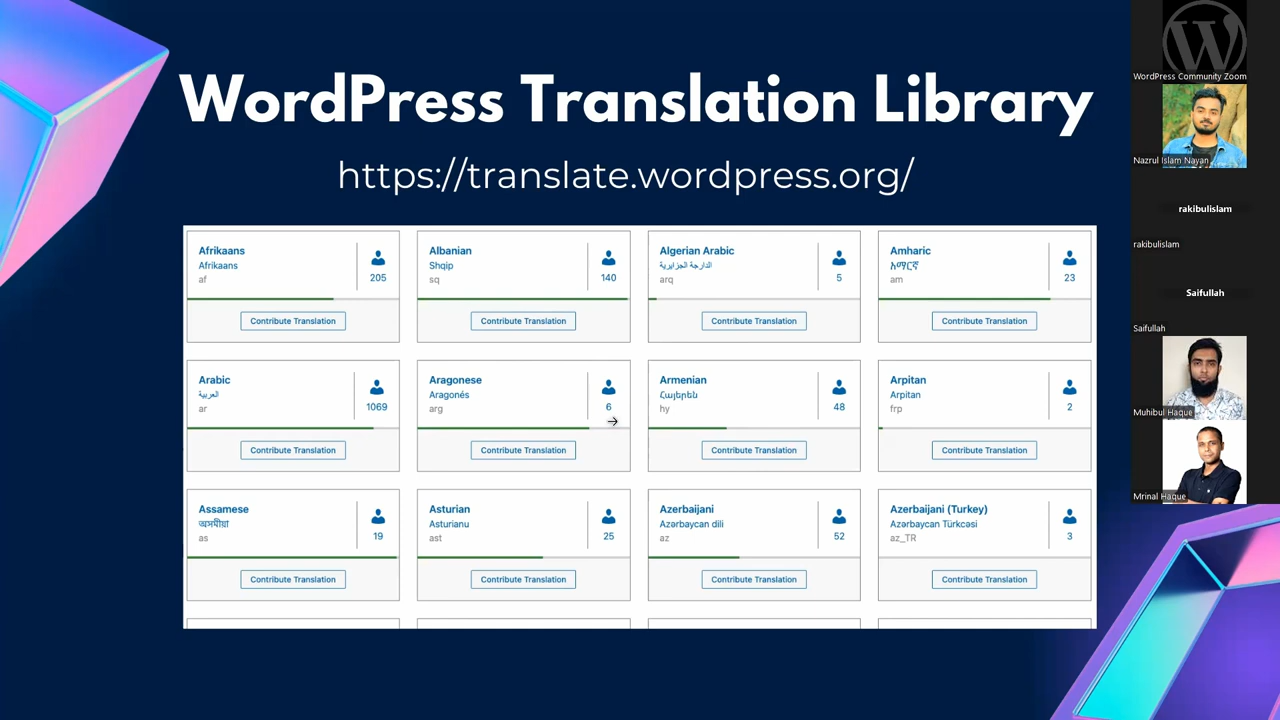 WordPress Translation Library
https://translate.wordpress.org/
Afrikaans
Afrikaans
af
205
Contribute Translation
Albanian
Shqip
sq
140
Contribute Translation
Algerian Arabic
الدارجة الجزايرية
arq
5
Contribute Translation
Amharic
አማርኛ
am
23
Contribute Translation
Arabic
العربية
ar
1069
Contribute Translation
Aragonese
Aragonés
arg
6
Contribute Translation
Armenian
Հայերեն
hy
48
Contribute Translation
Arpitan
Arpitan
frp
2
Contribute Translation
Assamese
অসমীয়া
as
19
Contribute Translation
Asturian
Asturianu
ast
25
Contribute Translation
Azerbaijani
Azərbaycan dili
az
52
Contribute Translation
Azerbaijani (Turkey)
Azərbaycan Türkcəsi
az_TR
3
Contribute Translation
WordPress Community Zoom
Nazrul Islam Nayan
rakibulislam
rakibulislam
Saifullah
Saifullah
Muhibul Haque
Mrinal Haque